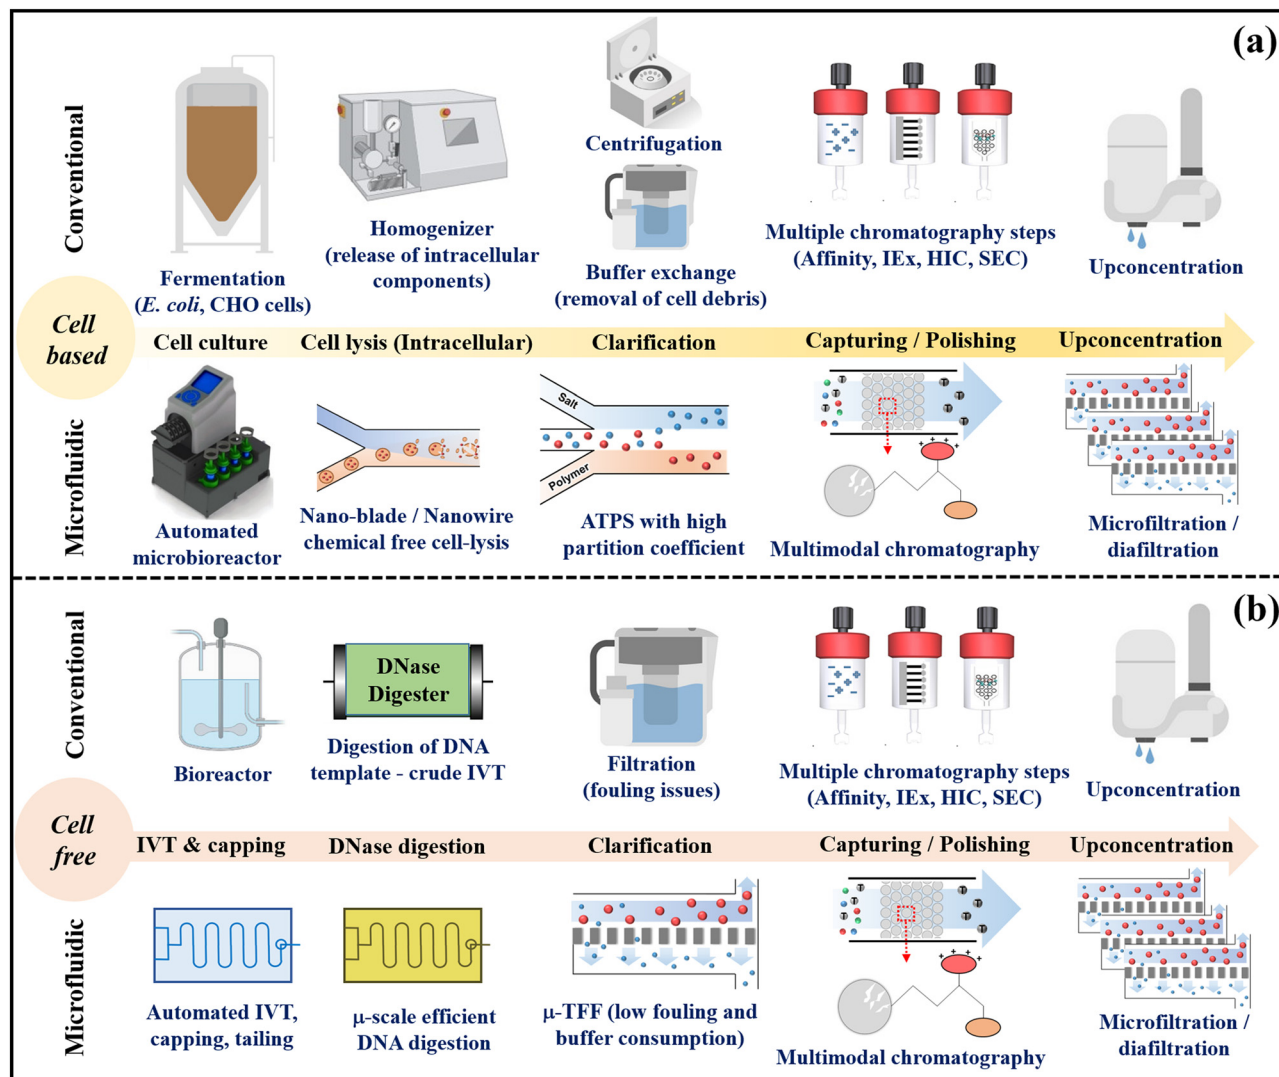 (a)
Conventional
Fermentation
(E. coli, CHO cells)
Homogenizer
(release of intracellular
components)
Centrifugation
Buffer exchange
(removal of cell debris)
Multiple chromatography steps
(Affinity, IEx, HIC, SEC)
Upconcentration
Cell
based
Cell culture
Cell lysis (Intracellular)
Clarification
Capturing / Polishing
Upconcentration
Microfluidic
Automated
microbioreactor
Nano-blade / Nanowire
chemical free cell-lysis
Salt
Polymer
ATPS with high
partition coefficient
Multimodal chromatography
Microfiltration /
diafiltration
(b)
Conventional
Bioreactor
DNase
Digester
Digestion of DNA
template - crude IVT
Filtration
(fouling issues)
Multiple chromatography steps
(Affinity, IEx, HIC, SEC)
Upconcentration
Cell
free
IVT & capping
DNase digestion
Clarification
Capturing / Polishing
Upconcentration
Microfluidic
Automated IVT,
capping, tailing
μ-scale efficient
DNA digestion
μ-TFF (low fouling and
buffer consumption)
Multimodal chromatography
Microfiltration /
diafiltration